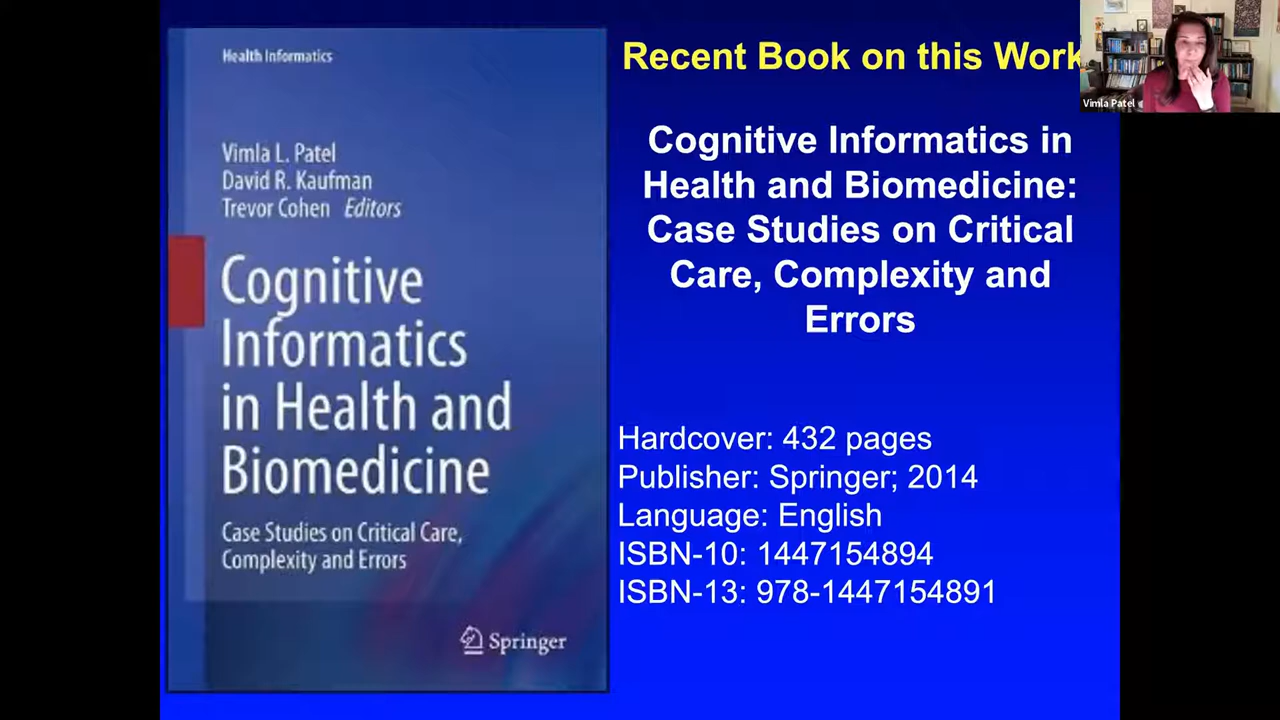 Health Informatics
Vimla L. Patel
David R. Kaufman
Trevor Cohen Editors
Cognitive
Informatics
in Health and
Biomedicine
Case Studies on Critical Care,
Complexity and Errors
Springer
Recent Book on this Work
Cognitive Informatics in
Health and Biomedicine:
Case Studies on Critical
Care, Complexity and
Errors
Hardcover: 432 pages
Publisher: Springer; 2014
Language: English
ISBN-10: 1447154894
ISBN-13: 978-1447154891
Vimla Patel